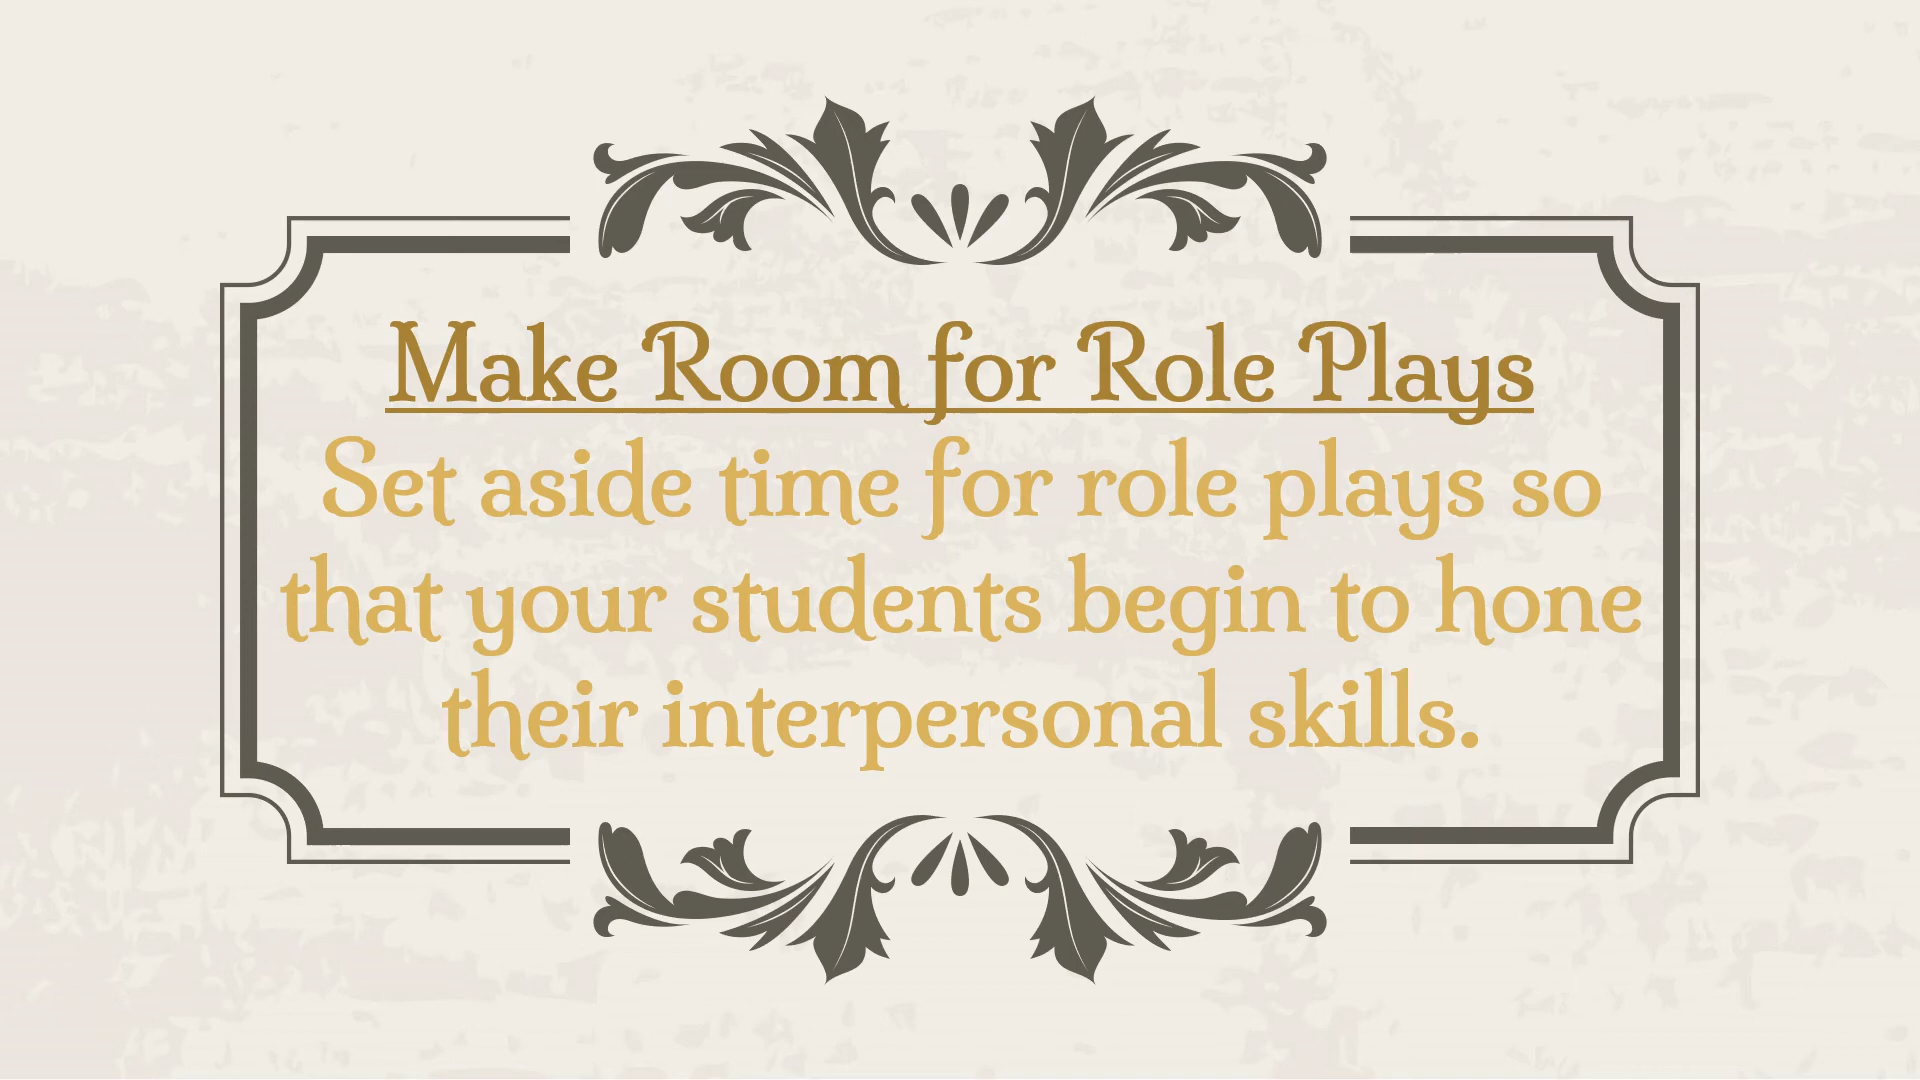 Make Room for Role Plays
Set aside time for role plays so
that your students begin to hone
their interpersonal skills.